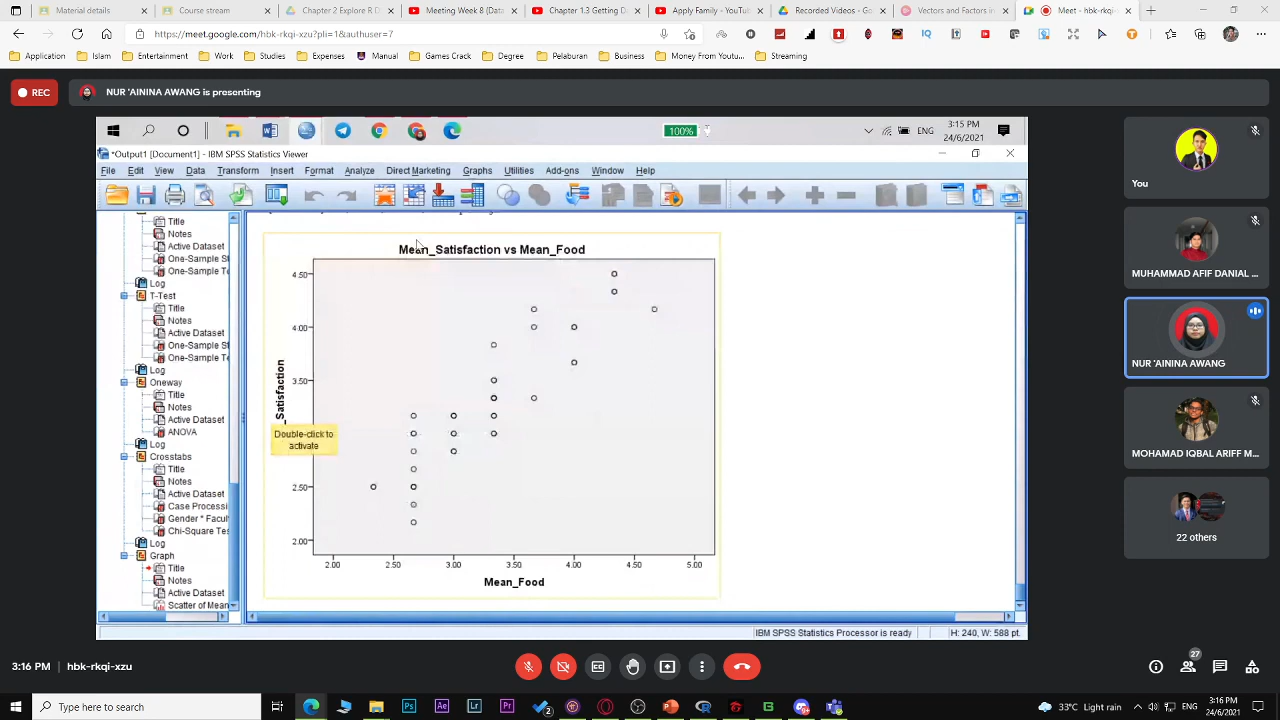 Material details
Course stream
Chapter 2 Explore R D
Meeting Week 8 (Data
Chapter 1.3 Getting D
Apply Family - YouTu
Recorded Videos - Go
Vectors and Factors in
Meet - hbk-rkqi-
https://meet.google.com/hbk-rkqi-xzu?pli=1&authuser=7
Application
Islam
Entertainment
Work
Studies
Expenses
Manual
Games Crack
Design
Pelaburan
Business
Money From Youtu...
Streaming
REC
NUR 'AININA AWANG is presenting
100%
ENG
3:15 PM
24/6/2021
*Output1 [Document1] - IBM SPSS Statistics Viewer
File Edit View Data Transform Insert Format Analyze Direct Marketing Graphs Utilities Add-ons Window Help
Title
Notes
Active Dataset
One-Sample St
One-Sample Te
Log
T-Test
Title
Notes
Active Dataset
One-Sample St
One-Sample Te
Log
Oneway
Title
Notes
Active Dataset
ANOVA
Log
Crosstabs
Title
Notes
Active Dataset
Case Processi
Gender * Facul
Chi-Square Tes
Log
Graph
Title
Notes
Active Dataset
Scatter of Mean
Mean_Satisfaction vs Mean_Food
4.50
4.00
3.50
2.50
2.00
_Satisfaction
Double-click to
activate
2.00 2.50 3.00 3.50 4.00 4.50 5.00
Mean_Food
IBM SPSS Statistics Processor is ready
H: 240, W: 588 pt.
You
MUHAMMAD AFIF DANIAL ...
NUR 'AININA AWANG
MOHAMAD IQBAL ARIFF M...
22 others
3:16 PM | hbk-rkqi-xzu
27
Type here to search
33°C Light rain
ENG
3:16 PM
24/6/2021